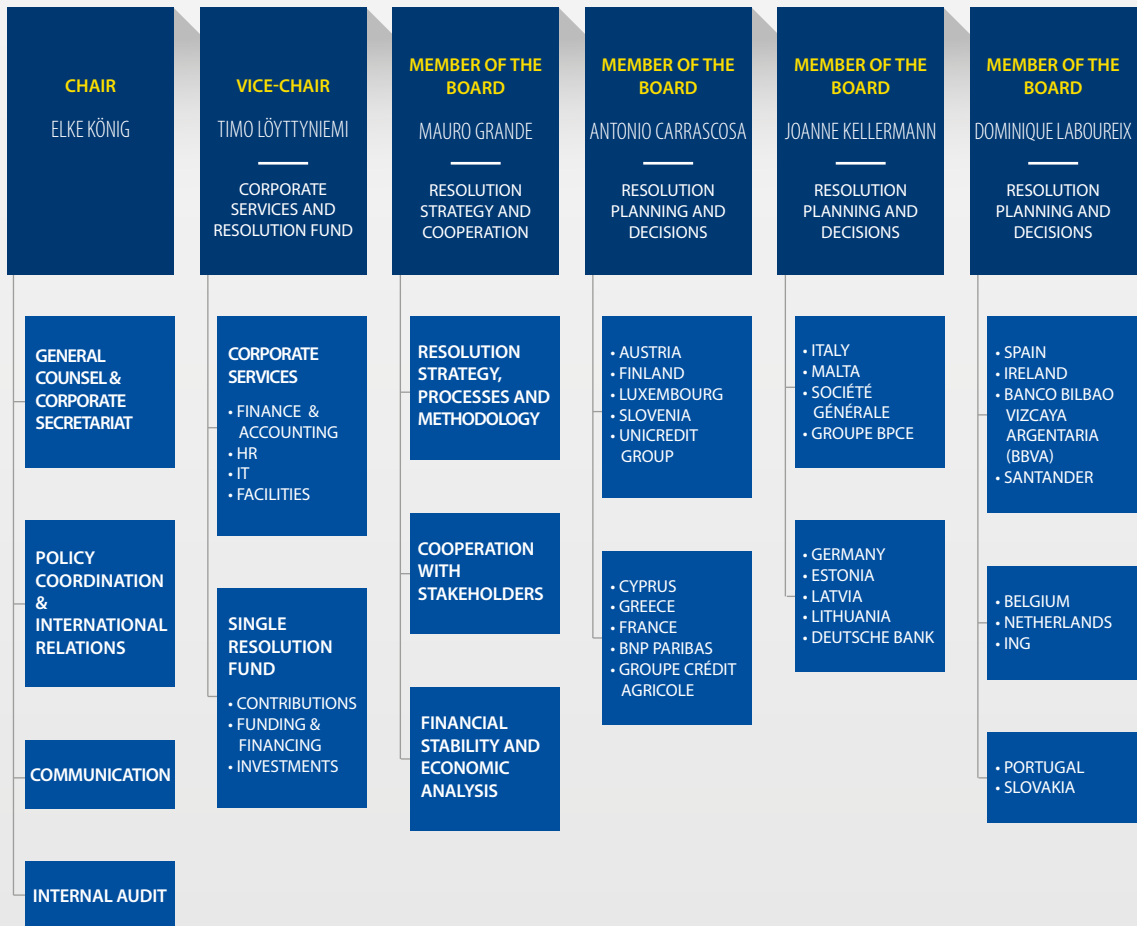 CHAIR
ELKE KÖNIG
GENERAL
COUNSEL &
CORPORATE
SECRETARIAT
POLICY
COORDINATION
&
INTERNATIONAL
RELATIONS
COMMUNICATION
INTERNAL AUDIT
VICE-CHAIR
TIMO LÖYTTYNIEMI
CORPORATE
SERVICES AND
RESOLUTION FUND
CORPORATE
SERVICES
• FINANCE &
ACCOUNTING
• HR
• IT
• FACILITIES
SINGLE
RESOLUTION
FUND
• CONTRIBUTIONS
• FUNDING &
FINANCING
• INVESTMENTS
MEMBER OF THE
BOARD
MAURO GRANDE
RESOLUTION
STRATEGY AND
COOPERATION
RESOLUTION
STRATEGY,
PROCESSES AND
METHODOLOGY
COOPERATION
WITH
STAKEHOLDERS
FINANCIAL
STABILITY AND
ECONOMIC
ANALYSIS
MEMBER OF THE
BOARD
ANTONIO CARRASCOSA
RESOLUTION
PLANNING AND
DECISIONS
• AUSTRIA
• FINLAND
• LUXEMBOURG
• SLOVENIA
• UNICREDIT
GROUP
• CYPRUS
• GREECE
• FRANCE
• BNP PARIBAS
• GROUPE CRÉDIT
AGRICOLE
MEMBER OF THE
BOARD
JOANNE KELLERMANN
RESOLUTION
PLANNING AND
DECISIONS
• ITALY
• MALTA
• SOCIÉTÉ
GÉNÉRALE
• GROUPE BPCE
• GERMANY
• ESTONIA
• LATVIA
• LITHUANIA
• DEUTSCHE BANK
MEMBER OF THE
BOARD
DOMINIQUE LABOUREIX
RESOLUTION
PLANNING AND
DECISIONS
• SPAIN
• IRELAND
• BANCO BILBAO
VIZCAYA
ARGENTARIA
(BBVA)
• SANTANDER
• BELGIUM
• NETHERLANDS
• ING
• PORTUGAL
• SLOVAKIA